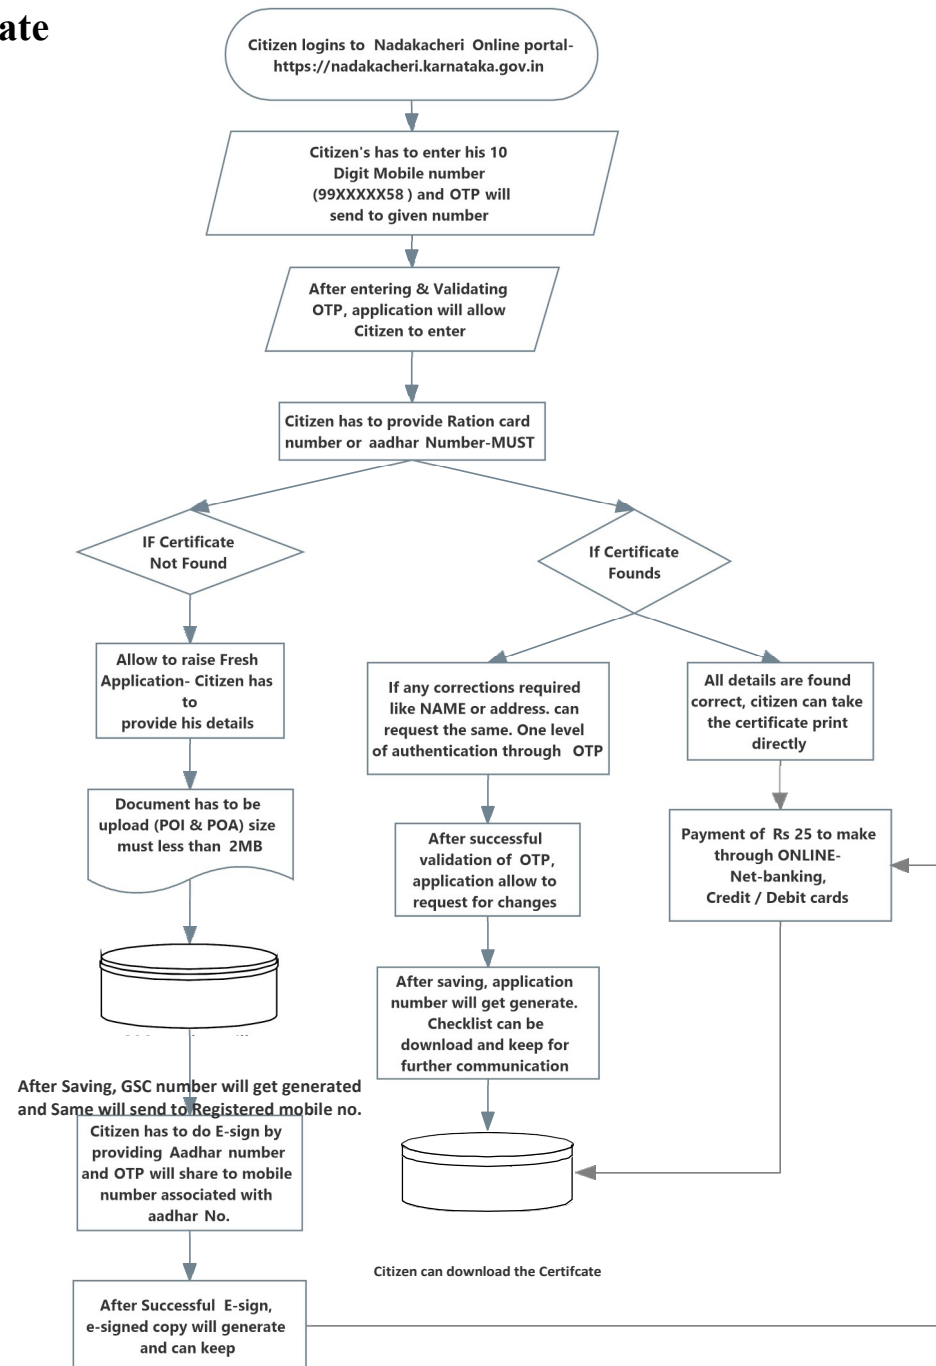 ate
Citizen logins to Nadakacheri Online portal-
https://nadakacheri.karnataka.gov.in
Citizen's has to enter his 10
Digit Mobile number
(99XXXXX58 ) and OTP will
send to given number
After entering & Validating
OTP, application will allow
Citizen to enter
Citizen has to provide Ration card
number or aadhar Number-MUST
IF Certificate
Not Found
If Certificate
Founds
Allow to raise Fresh
Application- Citizen has
to
provide his details
If any corrections required
like NAME or address. can
request the same. One level
of authentication through OTP
All details are found
correct, citizen can take
the certificate print
directly
Document has to be
upload (POI & POA) size
must less than 2MB
After successful
validation of OTP,
application allow to
request for changes
Payment of Rs 25 to make
through ONLINE-
Net-banking,
Credit / Debit cards
After saving, application
number will get generate.
Checklist can be
download and keep for
further communication
After Saving, GSC number will get generated
and Same will send to Registered mobile no.
Citizen has to do E-sign by
providing Aadhar number
and OTP will share to mobile
number associated with
aadhar No.
Citizen can download the Certifcate
After Successful E-sign,
e-signed copy will generate
and can keep